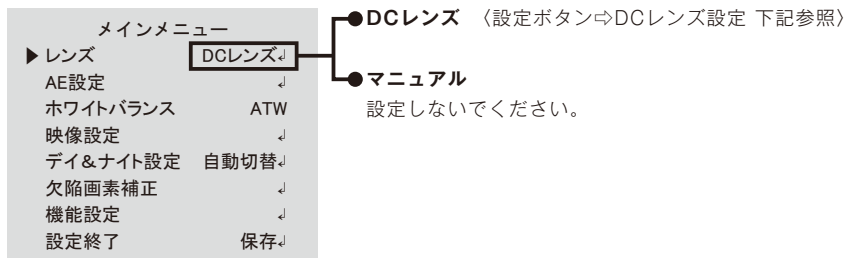 メインメニュー
▶ レンズ DCレンズ↲
AE設定 ↲
ホワイトバランス ATW
映像設定 ↲
デイ&ナイト設定 自動切替↲
欠陥画素補正 ↲
機能設定 ↲
設定終了 保存↲
●DCレンズ 〈設定ボタン⇨DCレンズ設定 下記参照〉
●マニュアル
設定しないでください。